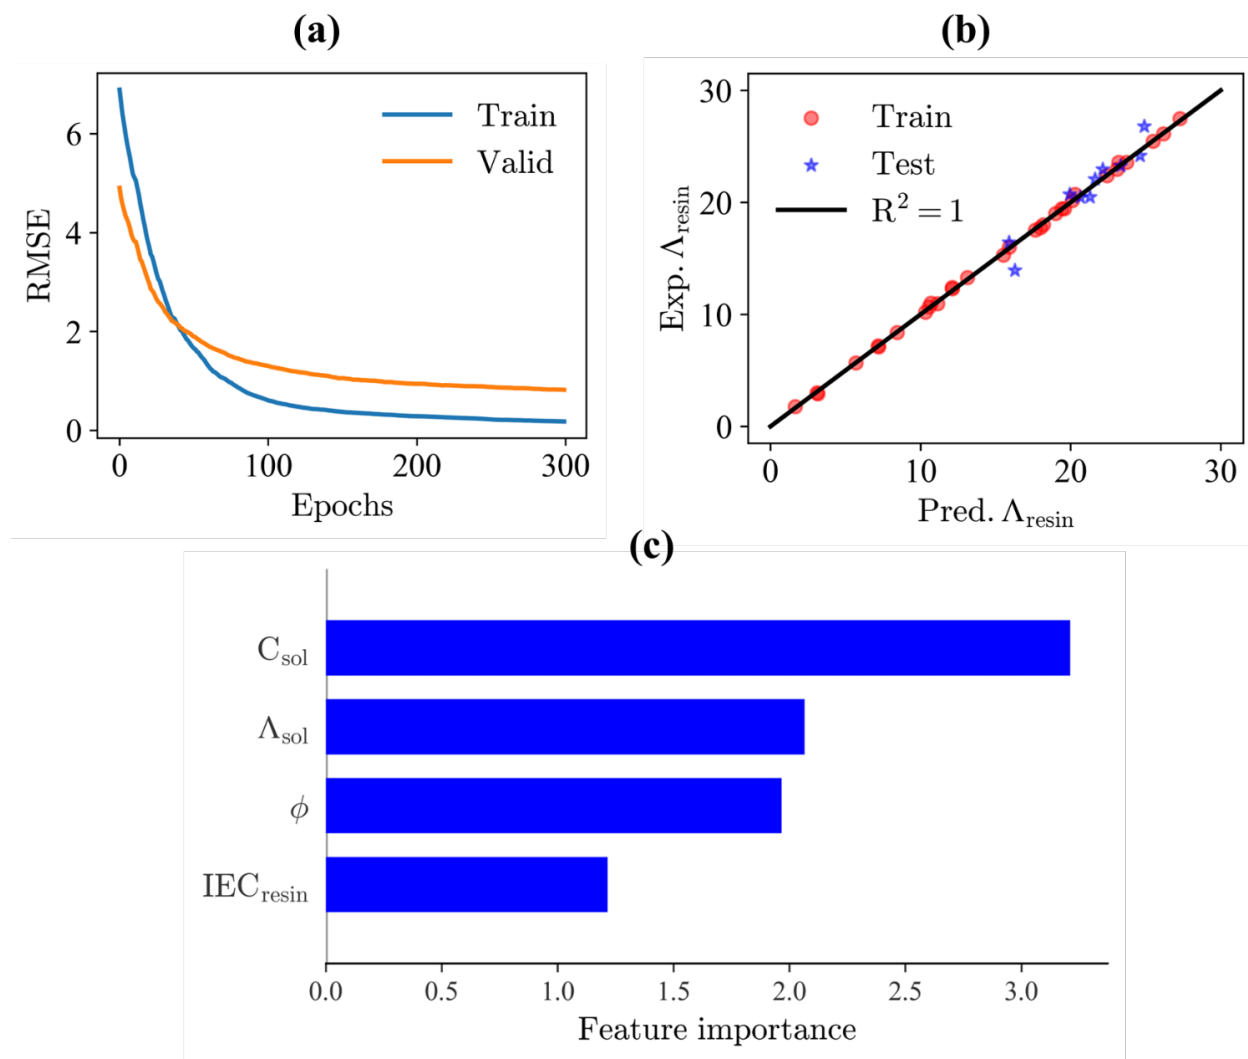 (a)
6
4
2
0
RMSE
Train
Valid
0 100 200 300
Epochs
(b)
30
20
10
0
Exp. Λresin
Train
Test
R² = 1
0 10 20 30
Pred. Λresin
(c)
Csol
Λsol
ϕ
IECresin
0.0 0.5 1.0 1.5 2.0 2.5 3.0
Feature importance